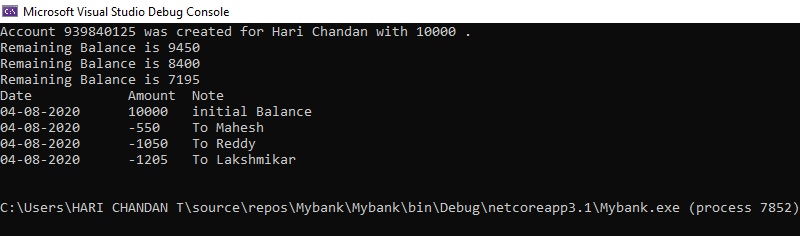 Microsoft Visual Studio Debug Console
Account 939840125 was created for Hari Chandan with 10000 .
Remaining Balance is 9450
Remaining Balance is 8400
Remaining Balance is 7195
Date Amount Note
04-08-2020 10000 initial Balance
04-08-2020 -550 To Mahesh
04-08-2020 -1050 To Reddy
04-08-2020 -1205 To Lakshmikar
C:\Users\HARI CHANDAN T\source\repos\Mybank\Mybank\bin\Debug\netcoreapp3.1\Mybank.exe (process 7852)